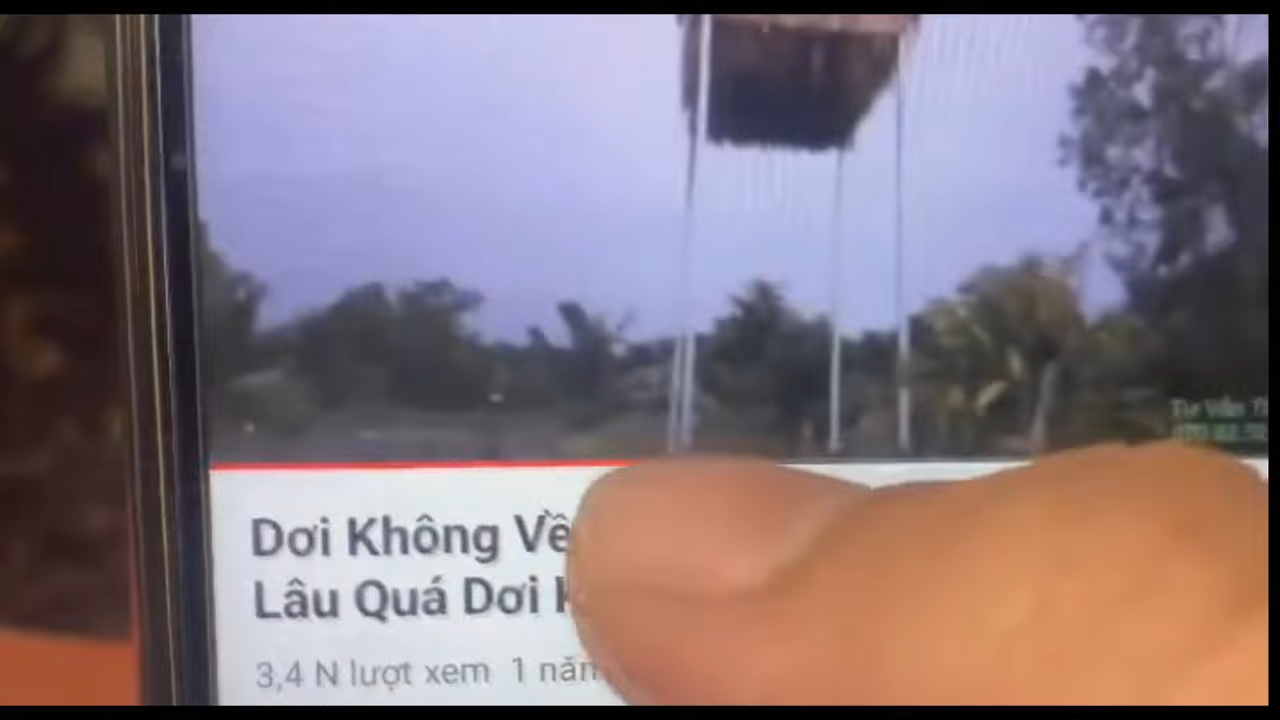 Dơi Không Về
Lâu Quá Dơi
3,4 N lượt xem 1 năm